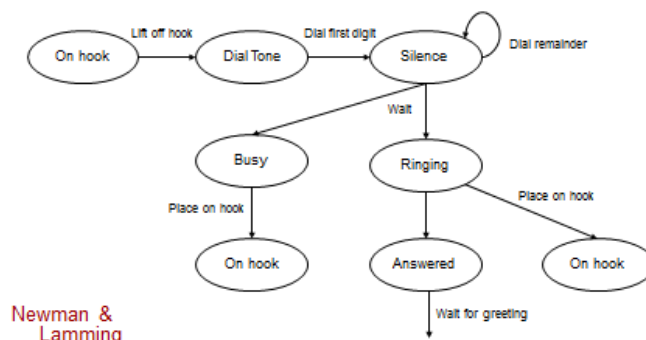 Lift off hook
Dial first digit
On hook
Dial Tone
Silence
Dial remainder
Wait
Busy
Ringing
Place on hook
Place on hook
On hook
Answered
On hook
Wait for greeting
Newman &
Lamming